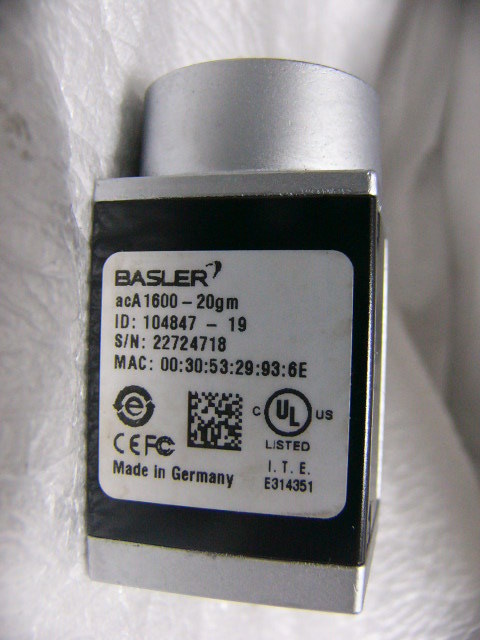 BASLER
acA1600-20gm
ID: 104847 - 19
S/N: 22724718
MAC: 00:30:53:29:93:6E
e
C UL US
LISTED
CE FC
I.T.E.
Made in Germany
E314351